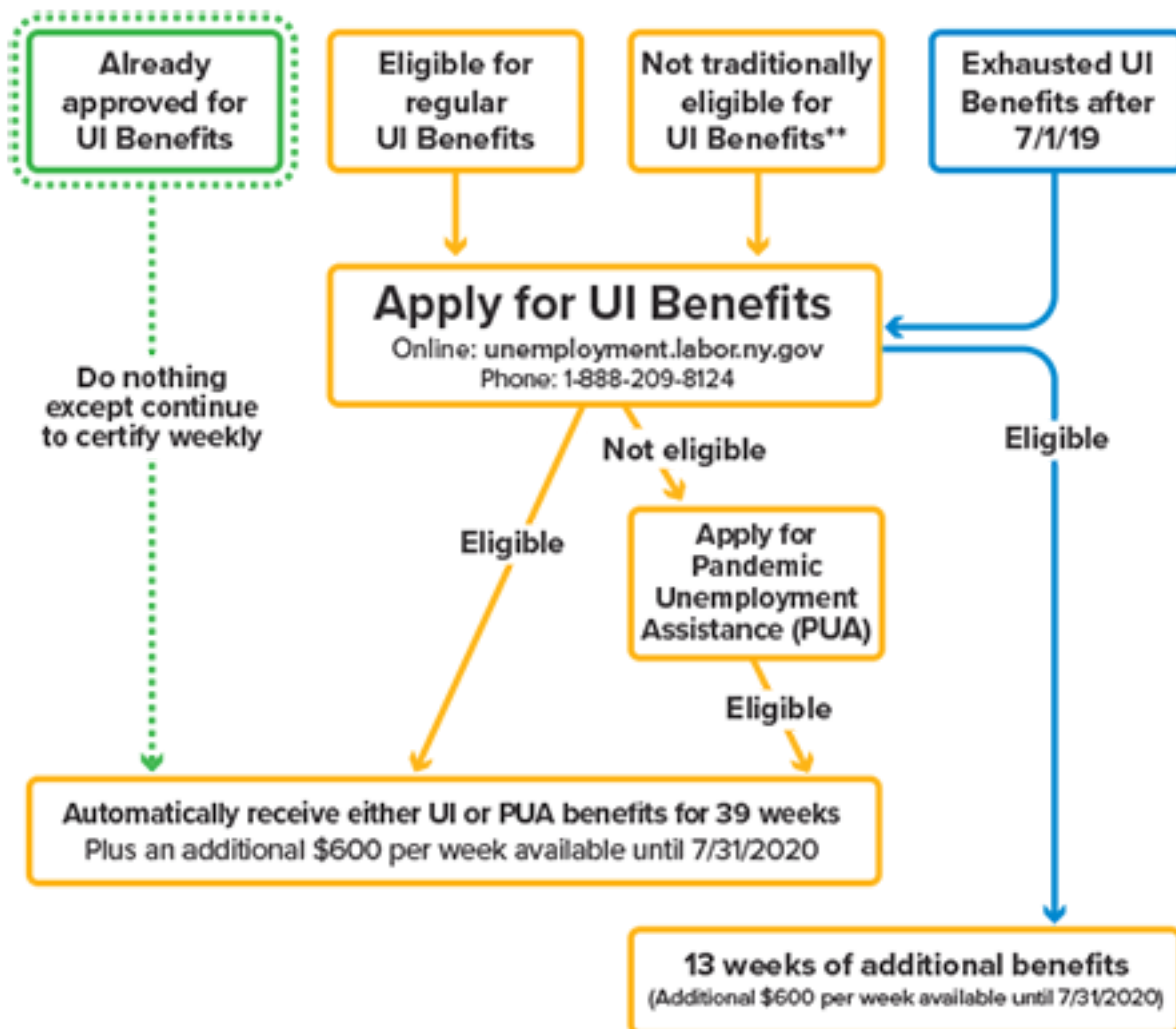 Already
approved for
UI Benefits
Eligible for
regular
UI Benefits
Not traditionally
eligible for
UI Benefits**
Exhausted UI
Benefits after
7/1/19
Apply for UI Benefits
Online: unemployment.labor.ny.gov
Phone: 1-888-209-8124
Do nothing
except continue
to certify weekly
Not eligible
Eligible
Eligible
Apply for
Pandemic
Unemployment
Assistance (PUA)
Eligible
Automatically receive either UI or PUA benefits for 39 weeks
Plus an additional $600 per week available until 7/31/2020
13 weeks of additional benefits
(Additional $600 per week available until 7/31/2020)